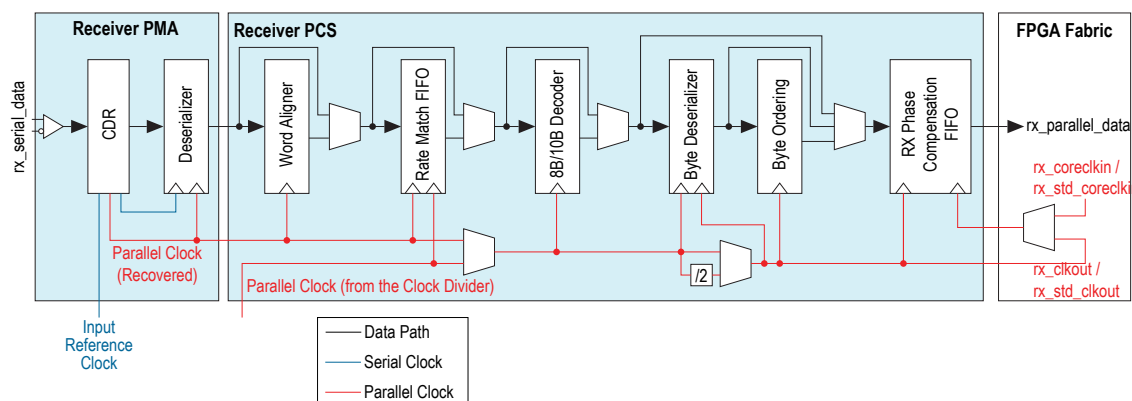 Receiver PMA
Receiver PCS
FPGA Fabric
rx_serial_data
CDR
Deserializer
Word Aligner
Rate Match FIFO
8B/10B Decoder
Byte Deserializer
Byte Ordering
RX Phase
Compensation
FIFO
rx_parallel_data
rx_coreclkin /
rx_std_coreclki
Parallel Clock
(Recovered)
/2
Parallel Clock (from the Clock Divider)
rx_clkout /
rx_std_clkout
Input
Reference
Clock
Data Path
Serial Clock
Parallel Clock